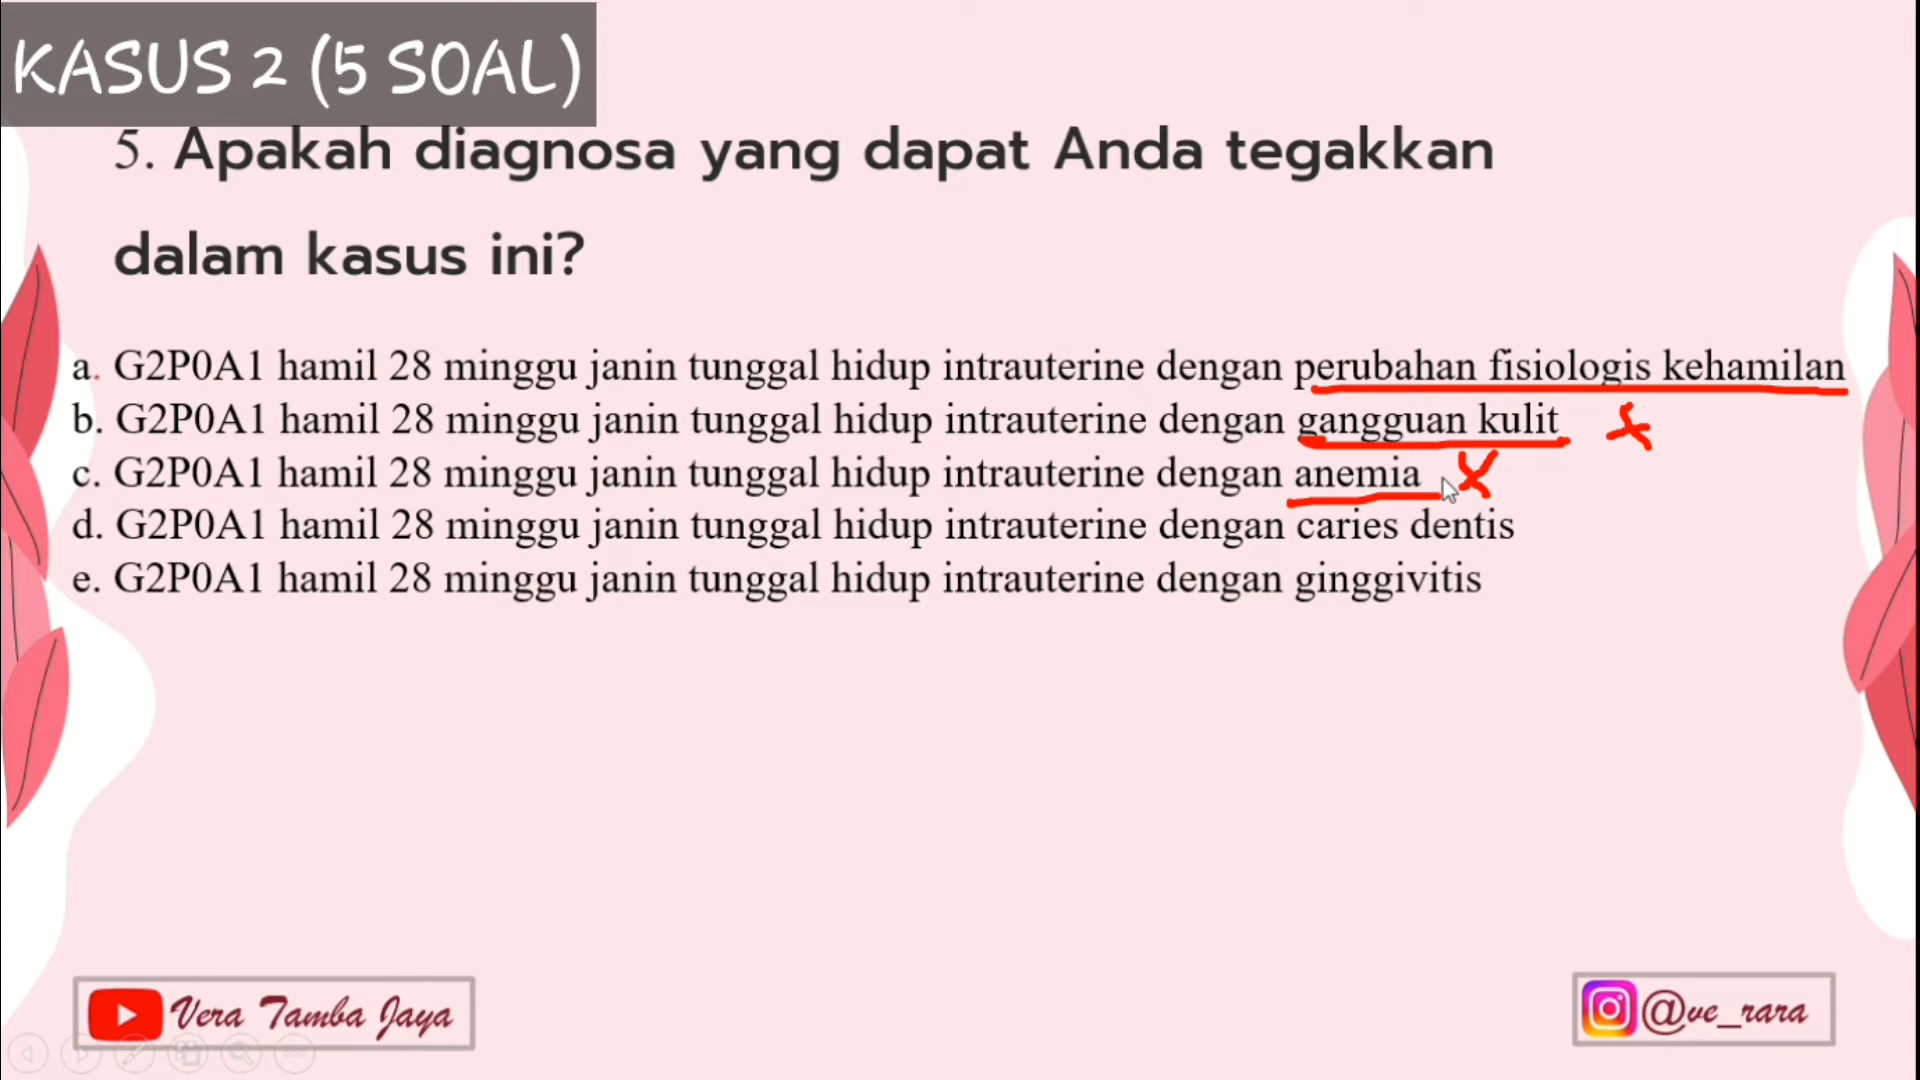 KASUS 2 (5 SOAL)
5. Apakah diagnosa yang dapat Anda tegakkan
dalam kasus ini?
a. G2P0A1 hamil 28 minggu janin tunggal hidup intrauterine dengan perubahan fisiologis kehamilan
b. G2P0A1 hamil 28 minggu janin tunggal hidup intrauterine dengan gangguan kulit
c. G2P0A1 hamil 28 minggu janin tunggal hidup intrauterine dengan anemia
d. G2P0A1 hamil 28 minggu janin tunggal hidup intrauterine dengan caries dentis
e. G2P0A1 hamil 28 minggu janin tunggal hidup intrauterine dengan ginggivitis
Vera Tamba Jaya
@ve_rara